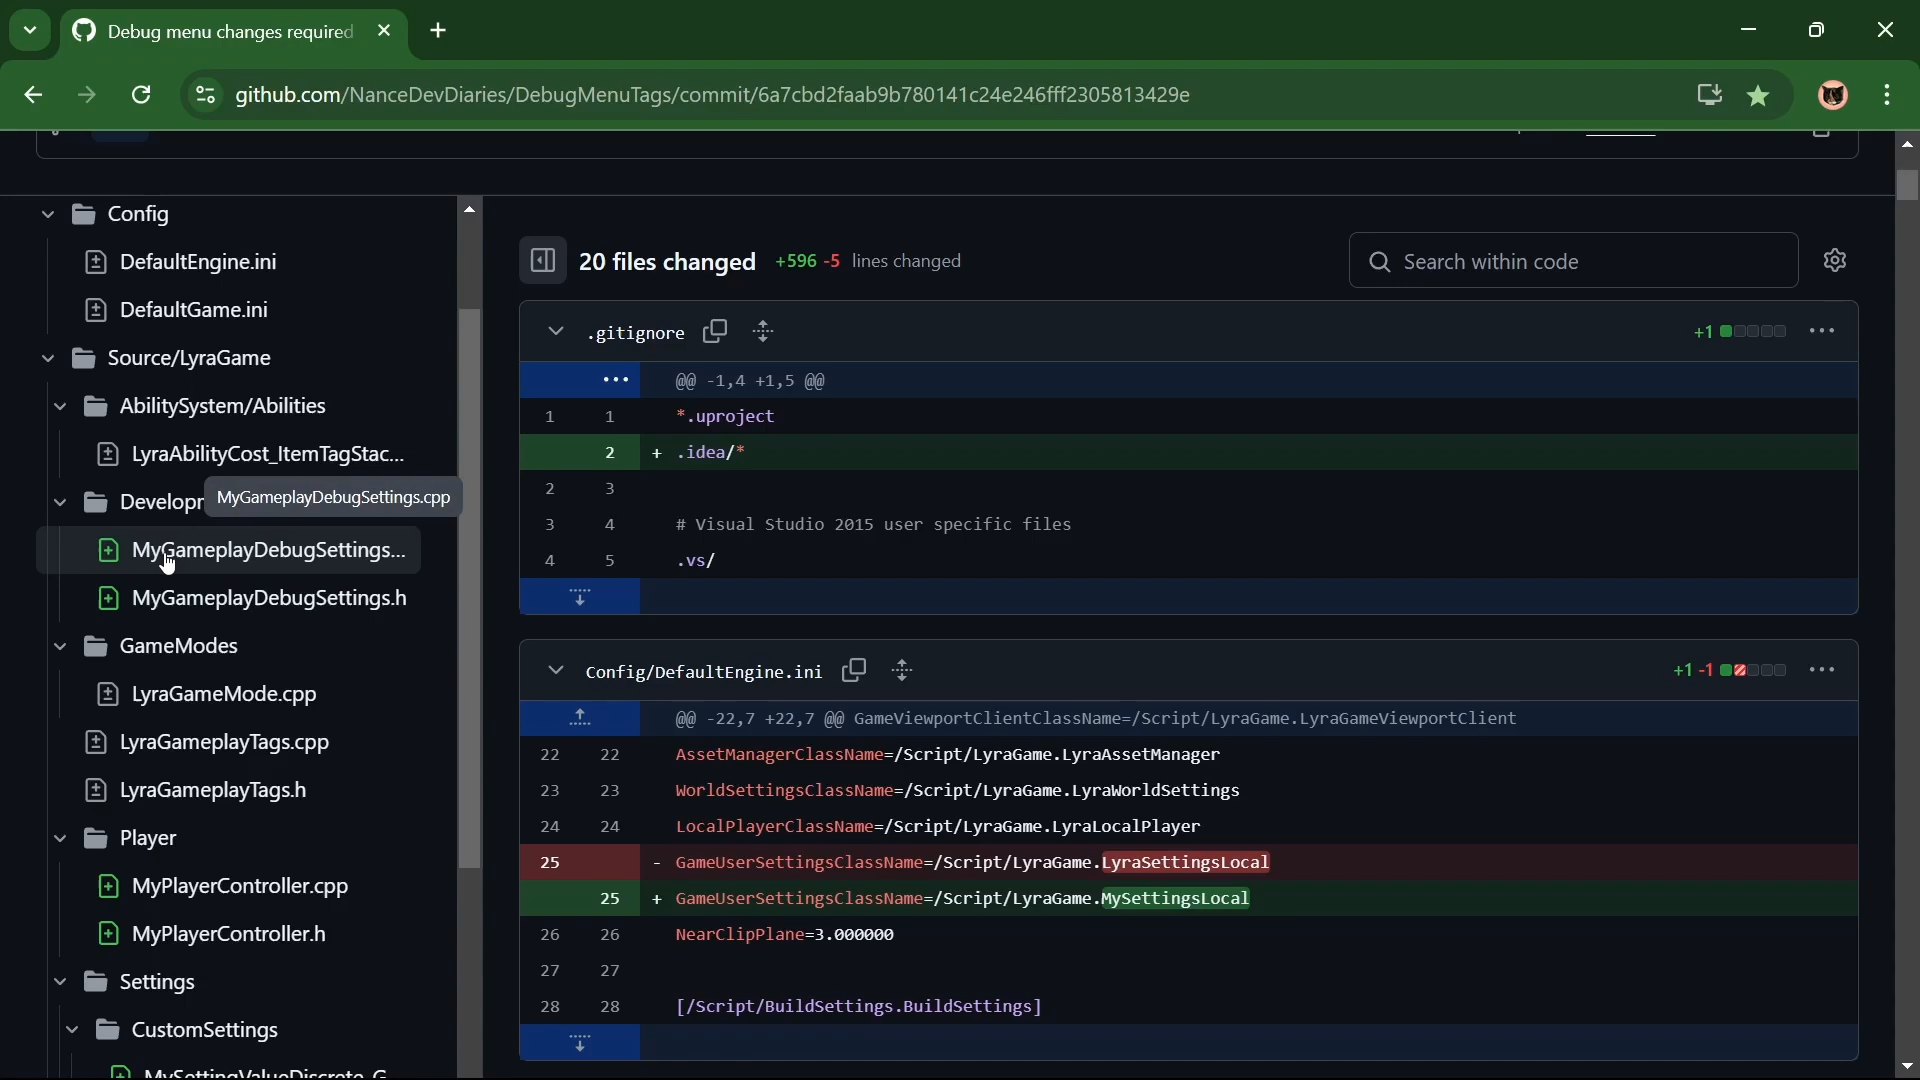 Debug menu changes required
github.com/NanceDevDiaries/DebugMenuTags/commit/6a7cbd2faab9b780141c24e246fff2305813429e
Config
DefaultEngine.ini
DefaultGame.ini
Source/LyraGame
AbilitySystem/Abilities
LyraAbilityCost_ItemTagStac...
Developr
MyGameplayDebugSettings.cpp
MyGameplayDebugSettings...
MyGameplayDebugSettings.h
GameModes
LyraGameMode.cpp
LyraGameplayTags.cpp
LyraGameplayTags.h
Player
MyPlayerController.cpp
MyPlayerController.h
Settings
CustomSettings
MySettingValueDiscrete_G
20 files changed +596 -5 lines changed
Search within code
.gitignore +1
@@ -1,4 +1,5 @@
1 1 *.uproject
2 + .idea/*
2 3
3 4 # Visual Studio 2015 user specific files
4 5 .vs/
Config/DefaultEngine.ini +1 -1
@@ -22,7 +22,7 @@ GameViewportClientClassName=/Script/LyraGame.LyraGameViewportClient
22 22 AssetManagerClassName=/Script/LyraGame.LyraAssetManager
23 23 WorldSettingsClassName=/Script/LyraGame.LyraWorldSettings
24 24 LocalPlayerClassName=/Script/LyraGame.LyraLocalPlayer
25 - GameUserSettingsClassName=/Script/LyraGame.LyraSettingsLocal
25 + GameUserSettingsClassName=/Script/LyraGame.MySettingsLocal
26 26 NearClipPlane=3.000000
27 27
28 28 [/Script/BuildSettings.BuildSettings]